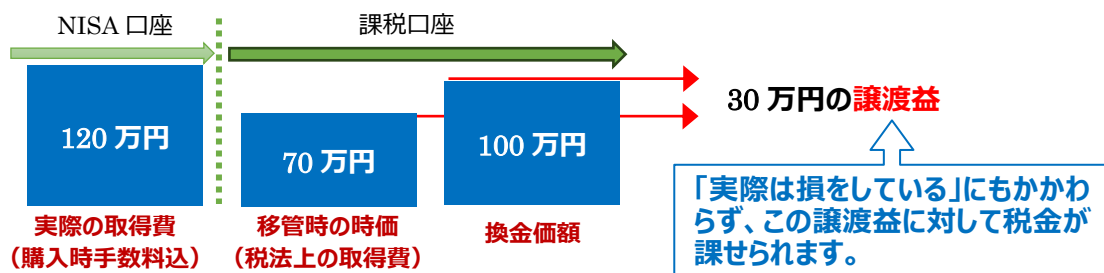 NISA 口座
課税口座
120 万円
70 万円
100 万円
30 万円の譲渡益
実際の取得費
(購入時手数料込)
移管時の時価
(税法上の取得費)
換金価額
「実際は損をしている」にもかかわ
らず、この譲渡益に対して税金が
課せられます。